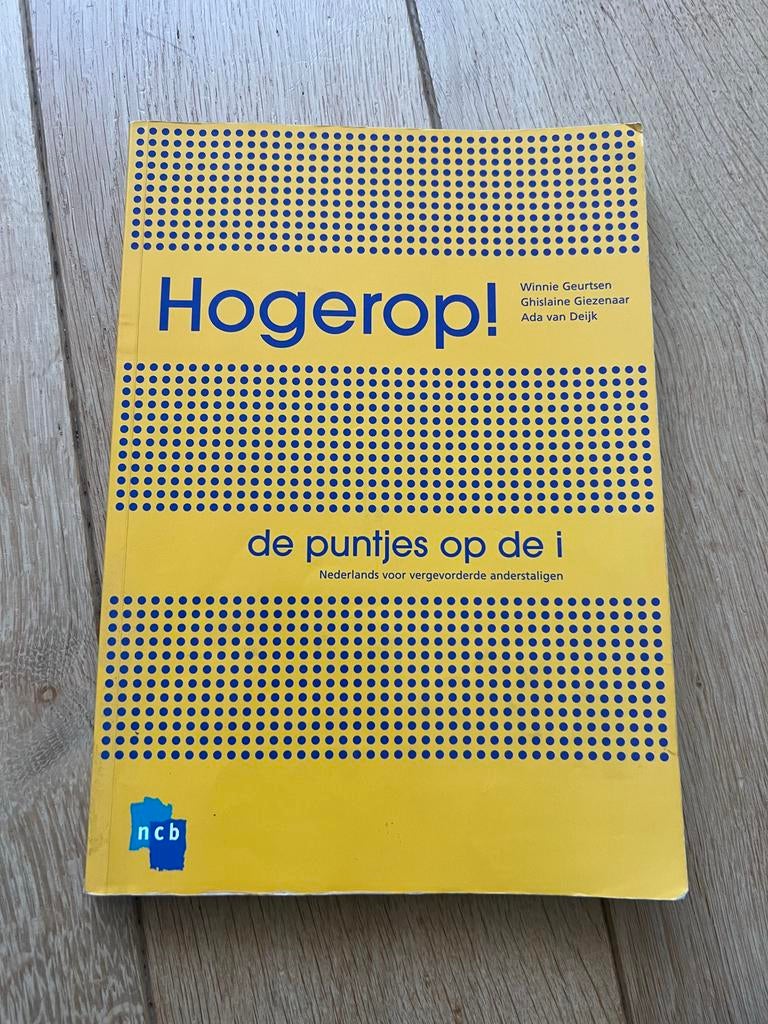 Hogerop!
Winnie Geurtsen
Ghislaine Giezenaar
Ada van Deijk
de puntjes op de i
Nederlands voor vergevorderde anderstaligen
ncb